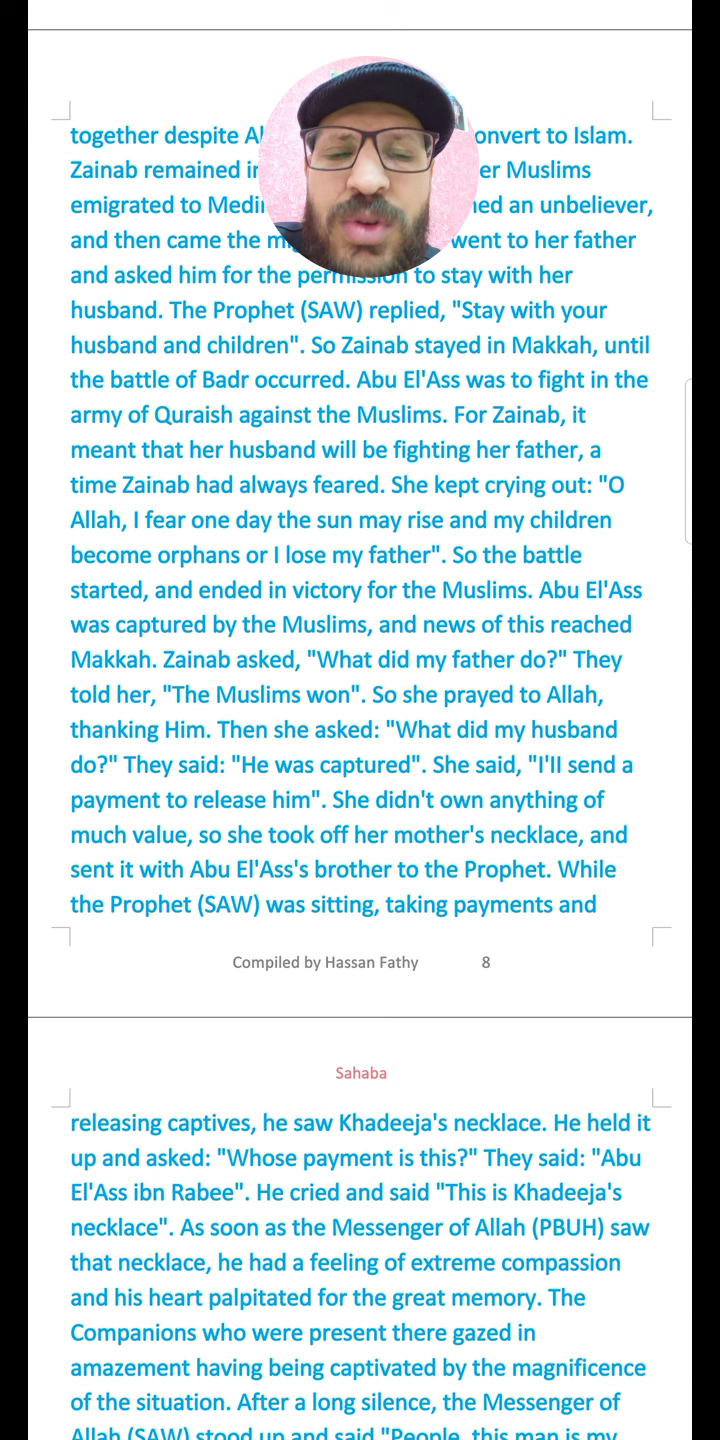 together despite Al onvert to Islam.
Zainab remained in er Muslims
emigrated to Medin ned an unbeliever,
and then came the mig went to her father
and asked him for the permission to stay with her
husband. The Prophet (SAW) replied, "Stay with your
husband and children". So Zainab stayed in Makkah, until
the battle of Badr occurred. Abu El'Ass was to fight in the
army of Quraish against the Muslims. For Zainab, it
meant that her husband will be fighting her father, a
time Zainab had always feared. She kept crying out: "O
Allah, I fear one day the sun may rise and my children
become orphans or I lose my father". So the battle
started, and ended in victory for the Muslims. Abu El'Ass
was captured by the Muslims, and news of this reached
Makkah. Zainab asked, "What did my father do?" They
told her, "The Muslims won". So she prayed to Allah,
thanking Him. Then she asked: "What did my husband
do?" They said: "He was captured". She said, "I'll send a
payment to release him". She didn't own anything of
much value, so she took off her mother's necklace, and
sent it with Abu El'Ass's brother to the Prophet. While
the Prophet (SAW) was sitting, taking payments and
Compiled by Hassan Fathy 8
Sahaba
releasing captives, he saw Khadeeja's necklace. He held it
up and asked: "Whose payment is this?" They said: "Abu
El'Ass ibn Rabee". He cried and said "This is Khadeeja's
necklace". As soon as the Messenger of Allah (PBUH) saw
that necklace, he had a feeling of extreme compassion
and his heart palpitated for the great memory. The
Companions who were present there gazed in
amazement having being captivated by the magnificence
of the situation. After a long silence, the Messenger of
Allah (SAW) stood up and said "People, this man is my